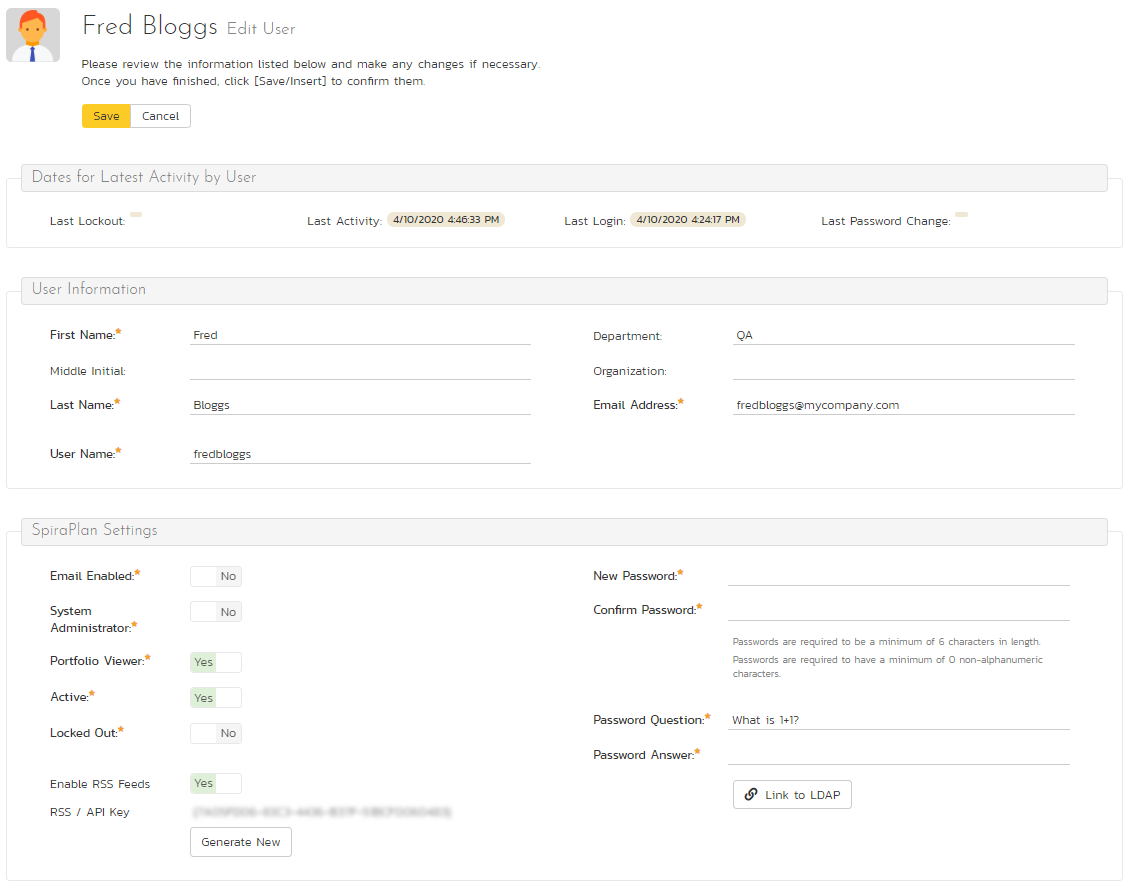 Fred Bloggs Edit User
Please review the information listed below and make any changes if necessary.
Once you have finished, click [Save/Insert] to confirm them.
Save Cancel
Dates for Latest Activity by User
Last Lockout: Last Activity: 4/10/2020 4:46:33 PM Last Login: 4/10/2020 4:24:17 PM Last Password Change:
User Information
First Name:* Fred Department: QA
Middle Initial: Organization:
Last Name:* Bloggs Email Address:* fredbloggs@mycompany.com
User Name:* fredbloggs
SpiraPlan Settings
Email Enabled:* No
System
Administrator:* No
Portfolio Viewer:* Yes
Active:* Yes
Locked Out:* No
Enable RSS Feeds Yes
RSS / API Key
Generate New
New Password:*
Confirm Password:*
Passwords are required to be a minimum of 6 characters in length.
Passwords are required to have a minimum of 0 non-alphanumeric
characters.
Password Question:* What is 1+1?
Password Answer:*
Link to LDAP